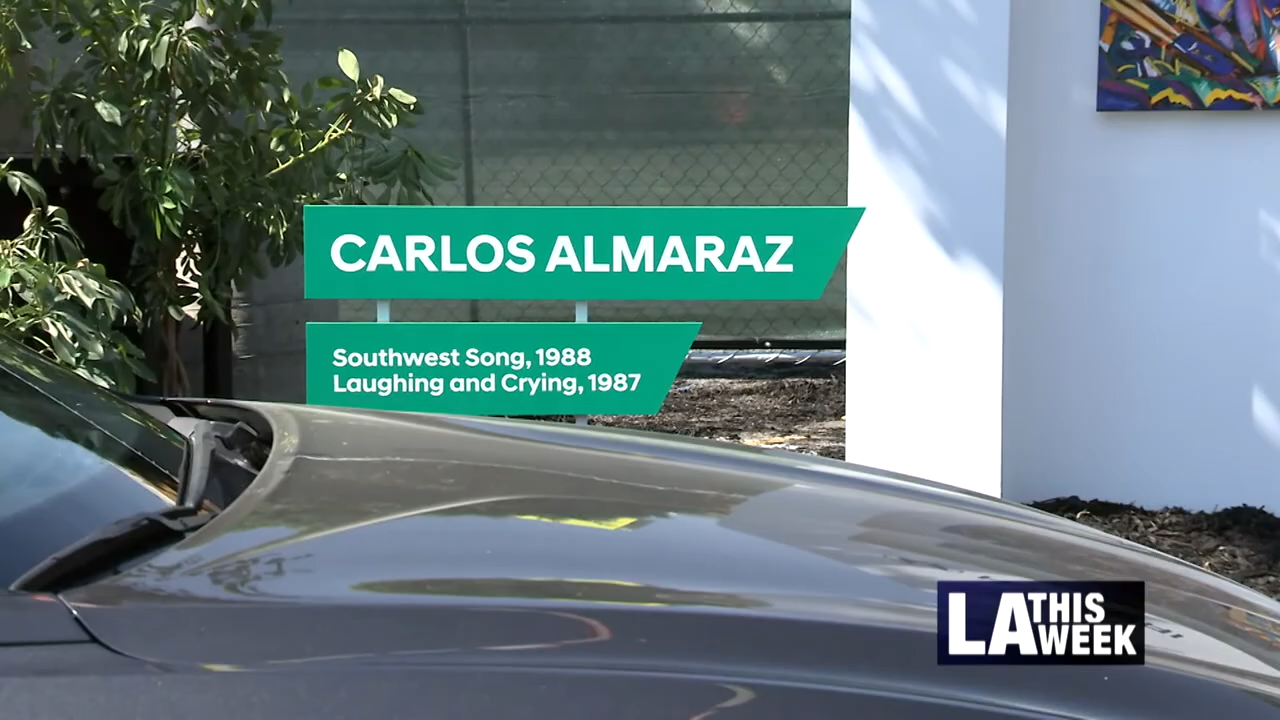 CARLOS ALMARAZ
Southwest Song, 1988
Laughing and Crying, 1987
LA THIS WEEK